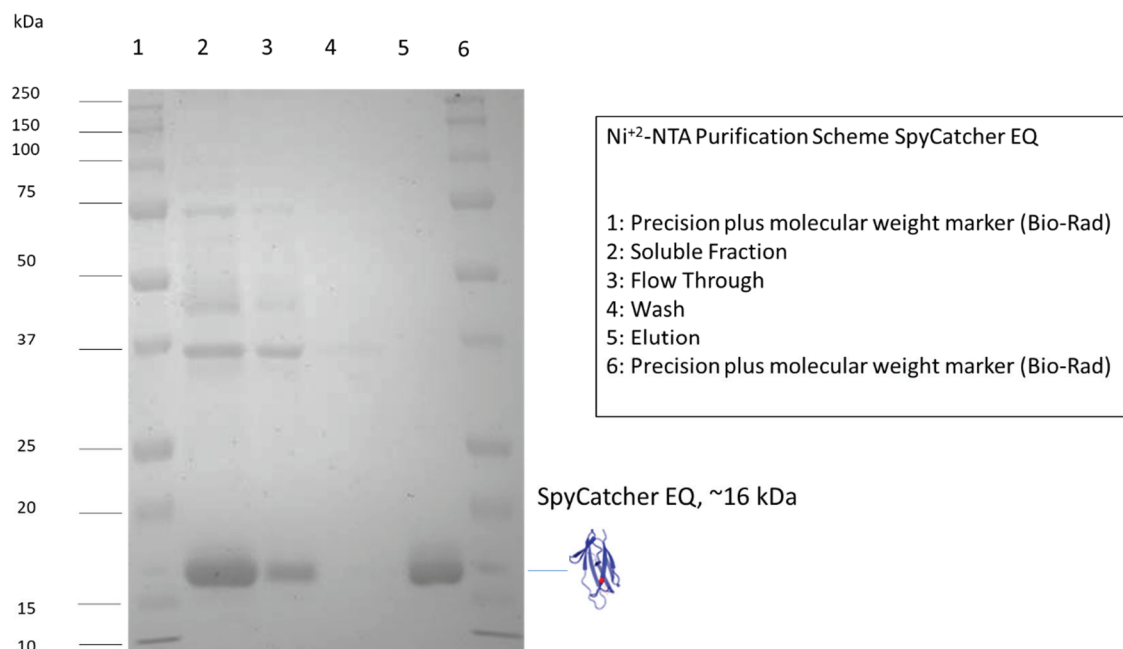 kDa
1 2 3 4 5 6
250
150
100
75
50
37
25
20
15
10
Ni+2-NTA Purification Scheme SpyCatcher EQ
1: Precision plus molecular weight marker (Bio-Rad)
2: Soluble Fraction
3: Flow Through
4: Wash
5: Elution
6: Precision plus molecular weight marker (Bio-Rad)
SpyCatcher EQ, ~16 kDa